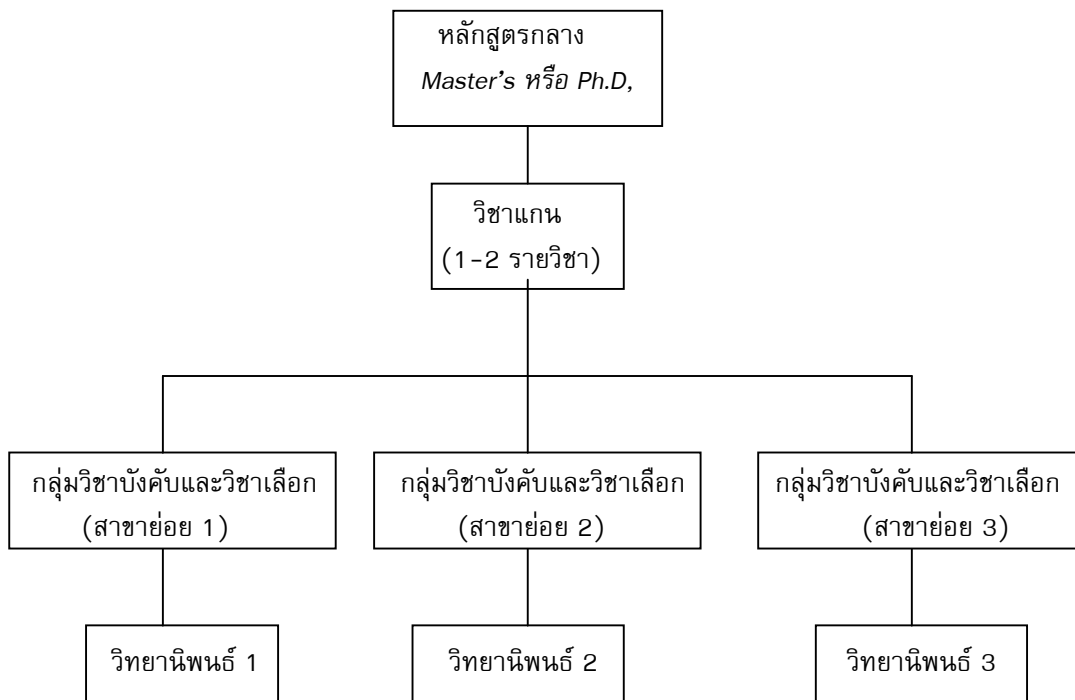 หลักสูตรกลาง
Master's หรือ Ph.D,
วิชาแกน
(1-2 รายวิชา)
กลุ่มวิชาบังคับและวิชาเลือก
(สาขาย่อย 1)
กลุ่มวิชาบังคับและวิชาเลือก
(สาขาย่อย 2)
กลุ่มวิชาบังคับและวิชาเลือก
(สาขาย่อย 3)
วิทยานิพนธ์ 1
วิทยานิพนธ์ 2
วิทยานิพนธ์ 3